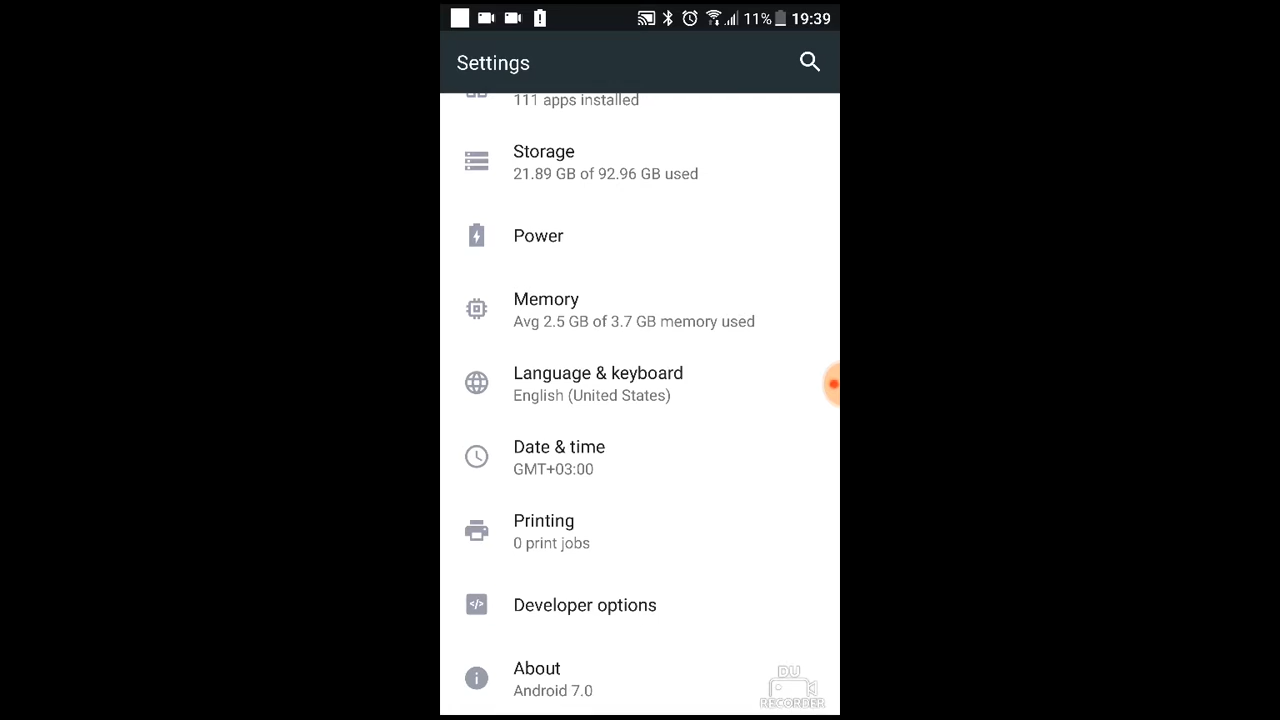 11% 19:39
Settings
111 apps installed
Storage
21.89 GB of 92.96 GB used
Power
Memory
Avg 2.5 GB of 3.7 GB memory used
Language & keyboard
English (United States)
Date & time
GMT+03:00
Printing
0 print jobs
Developer options
About
Android 7.0
DU
RECORDER